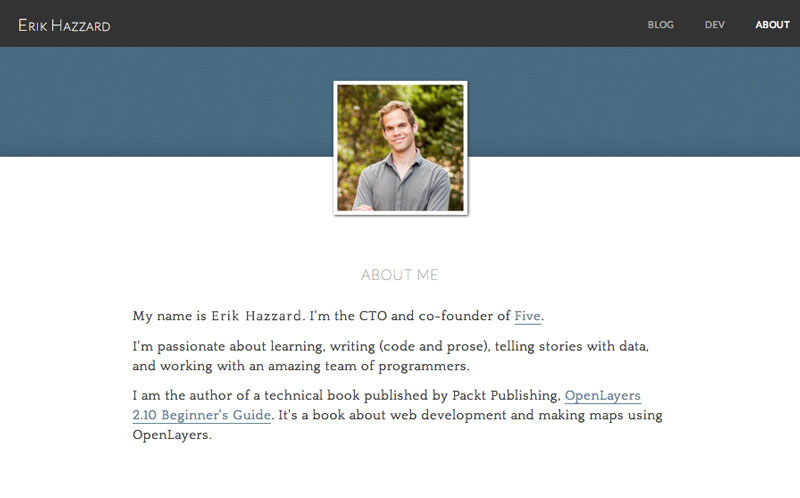 ERIK HAZZARD
BLOG DEV ABOUT
ABOUT ME
My name is Erik Hazzard. I'm the CTO and co-founder of Five.
I'm passionate about learning, writing (code and prose), telling stories with data,
and working with an amazing team of programmers.
I am the author of a technical book published by Packt Publishing, OpenLayers
2.10 Beginner's Guide. It's a book about web development and making maps using
OpenLayers.